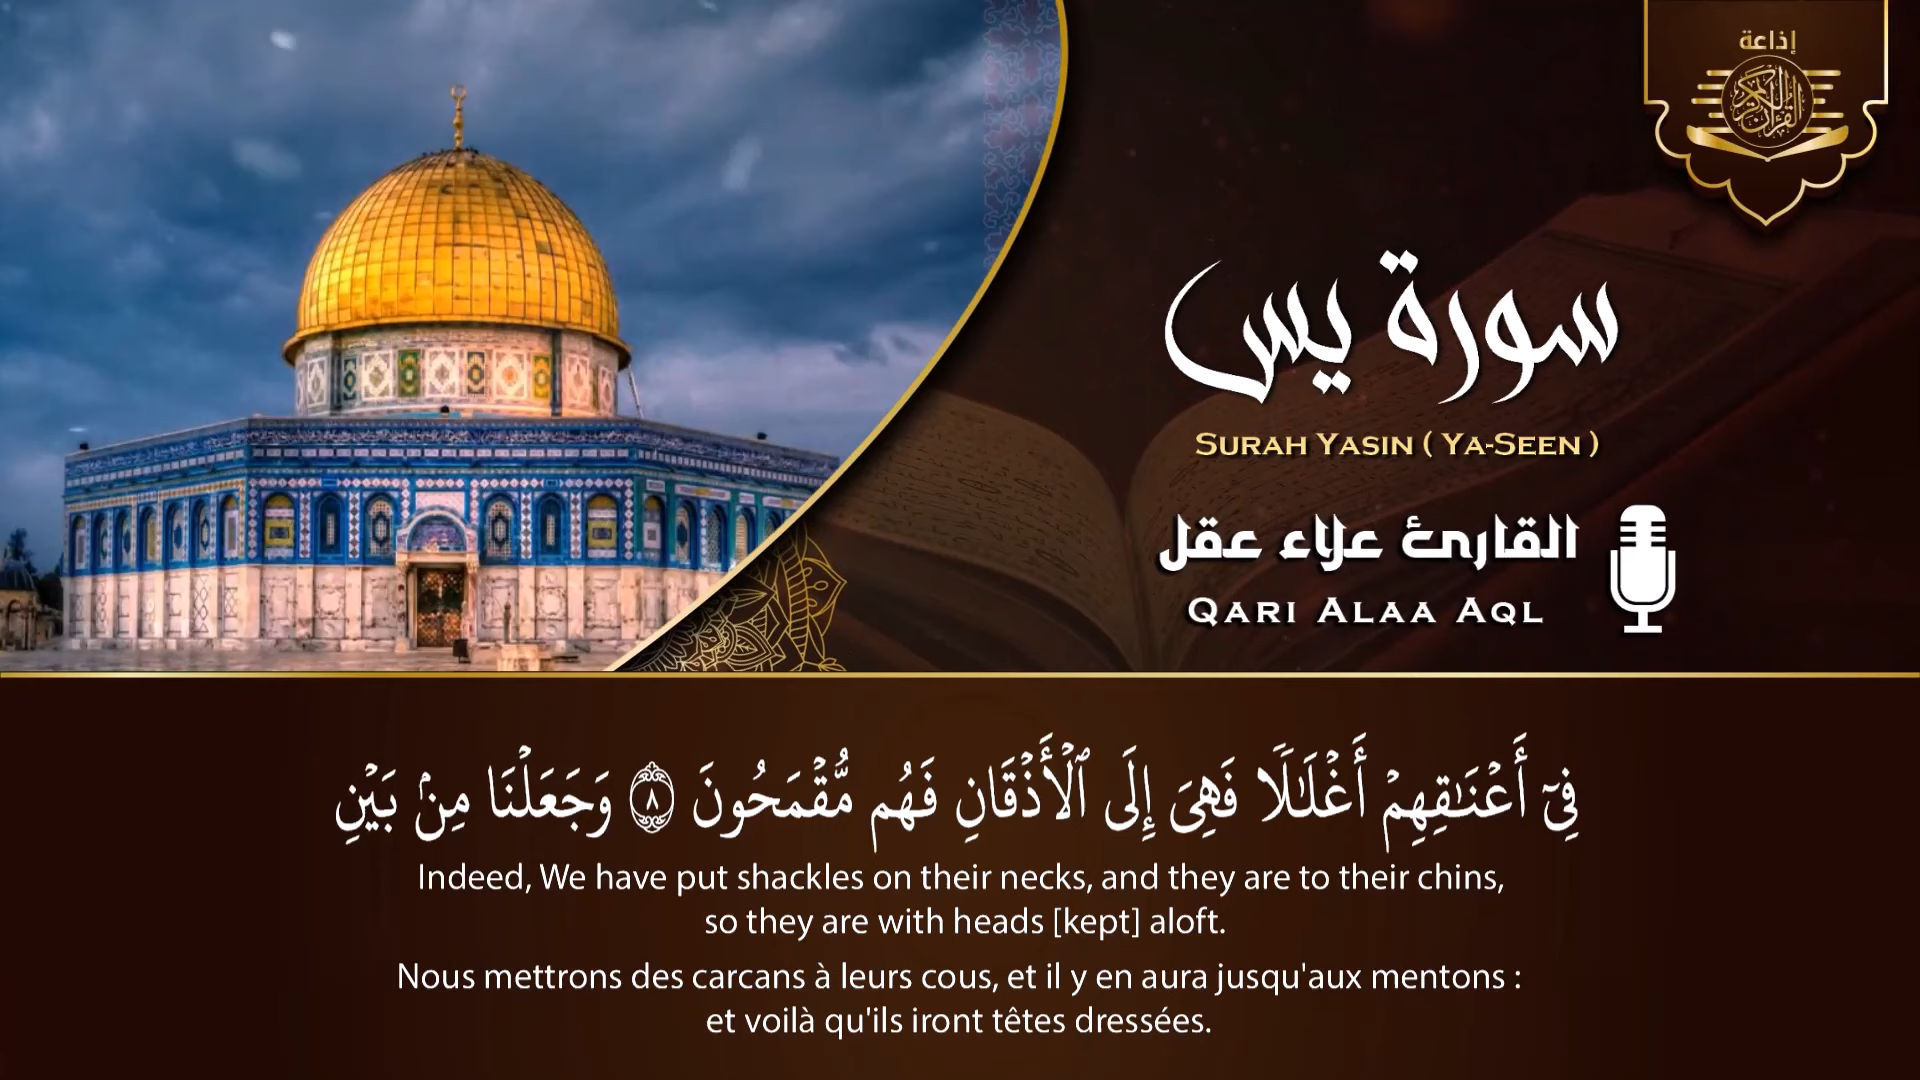 إذاعة
القرآن الكريم
سورة يس
SURAH YASIN ( YA-SEEN )
القارئ علاء عقل
QARI ALAA AQL
فِىٓ أَعْنَـٰقِهِمْ أَغْلَـٰلًا فَهِىَ إِلَى ٱلْأَذْقَانِ فَهُم مُّقْمَحُونَ ٨ وَجَعَلْنَا مِنۢ بَيْنِ
Indeed, We have put shackles on their necks, and they are to their chins,
so they are with heads [kept] aloft.
Nous mettrons des carcans à leurs cous, et il y en aura jusqu'aux mentons :
et voilà qu'ils iront têtes dressées.